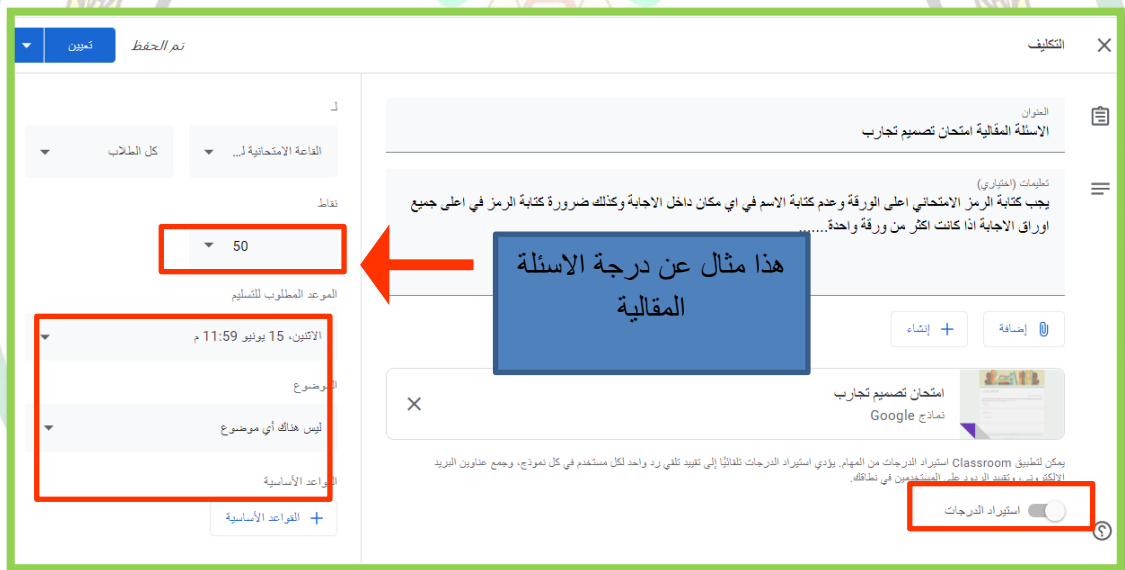 التكليف
تم الحفظ
تعيين
العنوان
الاسئلة المقالية امتحان تصميم تجارب
تعليمات (اختياري)
يجب كتابة الرمز الامتحاني اعلى الورقة وعدم كتابة الاسم في اي مكان داخل الاجابة وكذلك ضرورة كتابة الرمز في اعلى جميع
اوراق الاجابة اذا كانت اكثر من ورقة واحدة.......
هذا مثال عن درجة الاسئلة
المقالية
إضافة
إنشاء
امتحان تصميم تجارب
نماذج Google
يمكن لتطبيق Classroom استيراد الدرجات من المهام. يؤدي استيراد الدرجات تلقائيًا إلى تقييد تلقي رد واحد لكل مستخدم في كل نموذج، وجمع عناوين البريد
الإلكتروني، وتقييد الردود على المستخدمين في نطاقك.
استيراد الدرجات
لـ
القاعة الامتحانية لـ...
كل الطلاب
نقاط
50
الموعد المطلوب للتسليم
الاثنين، 15 يونيو 11:59 م
الموضوع
ليس هناك أي موضوع
القواعد الأساسية
القواعد الأساسية